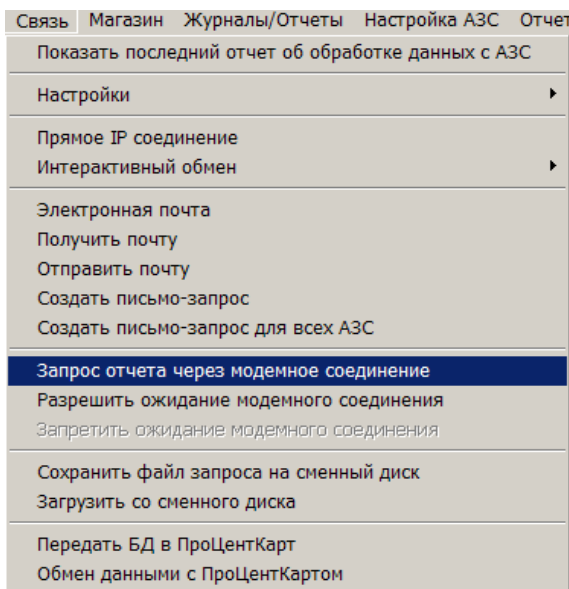 Связь Магазин Журналы/Отчеты Настройка АЗС Отчет
Показать последний отчет об обработке данных с АЗС
Настройки
Прямое IP соединение
Интерактивный обмен
Электронная почта
Получить почту
Отправить почту
Создать письмо-запрос
Создать письмо-запрос для всех АЗС
Запрос отчета через модемное соединение
Разрешить ожидание модемного соединения
Запретить ожидание модемного соединения
Сохранить файл запроса на сменный диск
Загрузить со сменного диска
Передать БД в ПроЦентКарт
Обмен данными с ПроЦентКартом